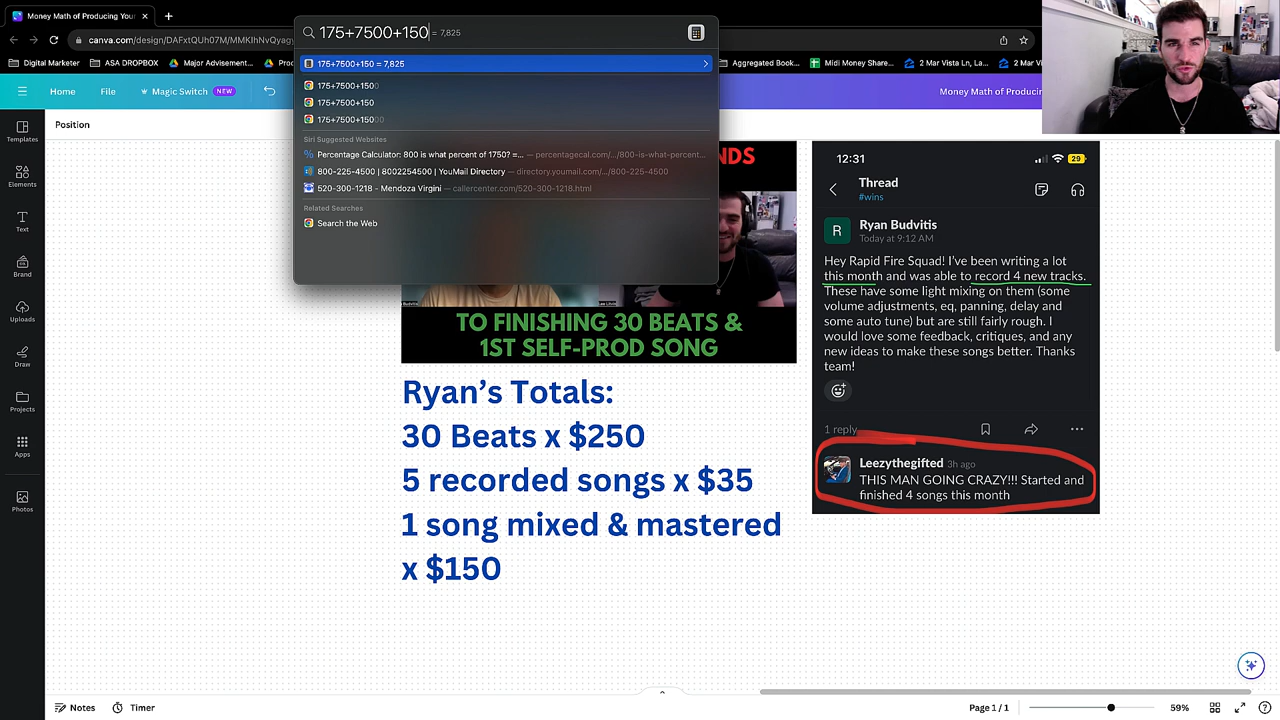 Money Math of Producing Your
canva.com/design/DAFxtQUh07M/MMKIhNvQyagy
175+7500+150 = 7,825
175+7500+150 = 7,825
175+7500+1500
175+7500+150
175+7500+15000
Siri Suggested Websites
Percentage Calculator: 800 is what percent of 1750? =... — percentagecal.com/.../800-is-what-percent...
800-225-4500 | 8002254500 | YouMail Directory — directory.youmail.com/.../800-225-4500
520-300-1218 - Mendoza Virgini — callercenter.com/520-300-1218.html
Related Searches
Search the Web
Digital Marketer
ASA DROPBOX
Major Advisement...
Aggregated Book...
Midi Money Share...
2 Mar Vista Ln, La...
2 Mar Vi
Home
File
Magic Switch
NEW
Money Math of Producin
Position
Templates
Elements
Text
Brand
Uploads
Draw
Projects
Apps
Photos
NDS
TO FINISHING 30 BEATS &
1ST SELF-PROD SONG
Ryan's Totals:
30 Beats x $250
5 recorded songs x $35
1 song mixed & mastered
x $150
12:31
29
Thread
#wins
R
Ryan Budvitis
Today at 9:12 AM
Hey Rapid Fire Squad! I've been writing a lot
this month and was able to record 4 new tracks.
These have some light mixing on them (some
volume adjustments, eq, panning, delay and
some auto tune) but are still fairly rough. I
would love some feedback, critiques, and any
new ideas to make these songs better. Thanks
team!
1 reply
Leezythegifted 3h ago
THIS MAN GOING CRAZY!!! Started and
finished 4 songs this month
Notes
Timer
Page 1 / 1
59%